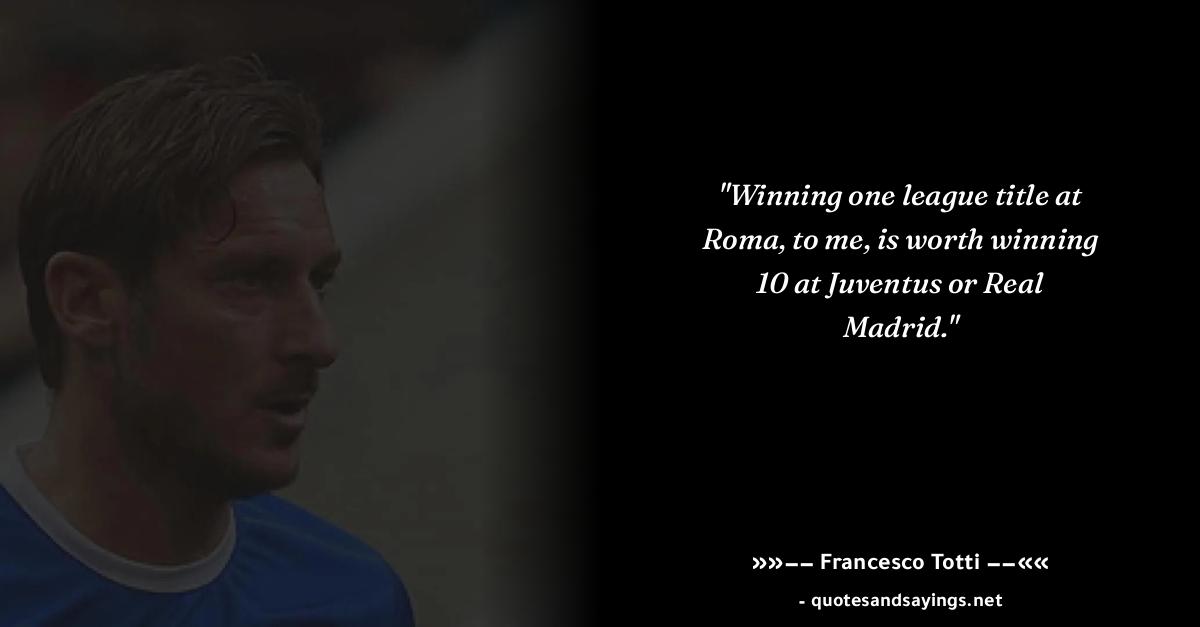 "Winning one league title at
Roma, to me, is worth winning
10 at Juventus or Real
Madrid."
»»−− Francesco Totti −−««
- quotesandsayings.net